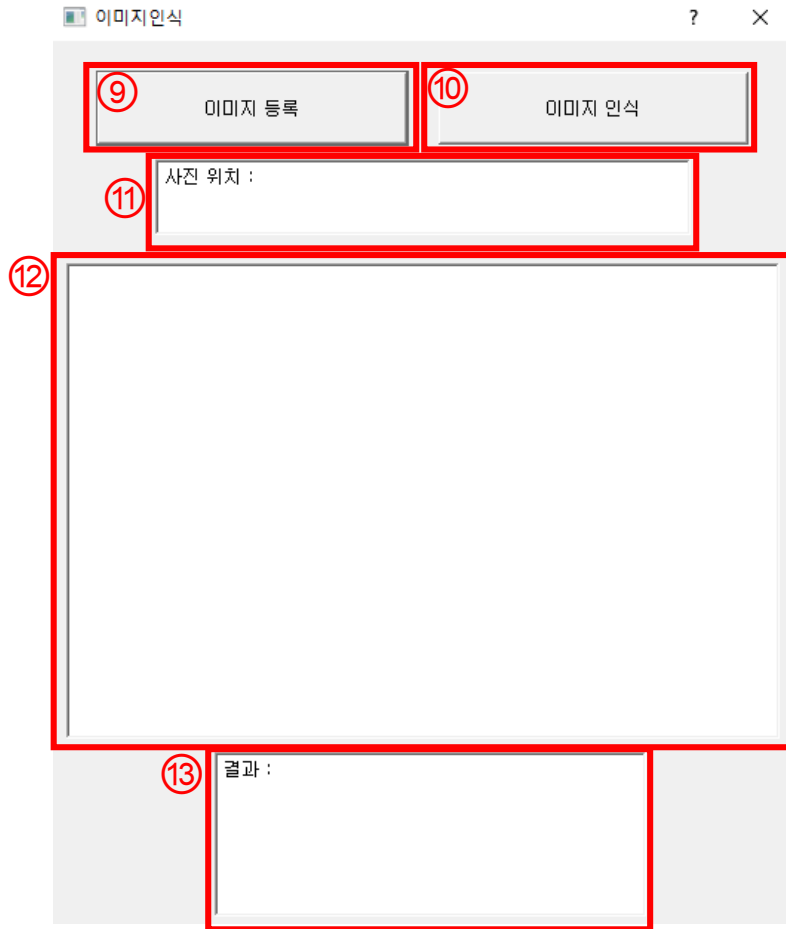 이미지인식 ?
⑨ 이미지 등록
⑩ 이미지 인식
⑪ 사진 위치 :
⑫
⑬ 결과 :